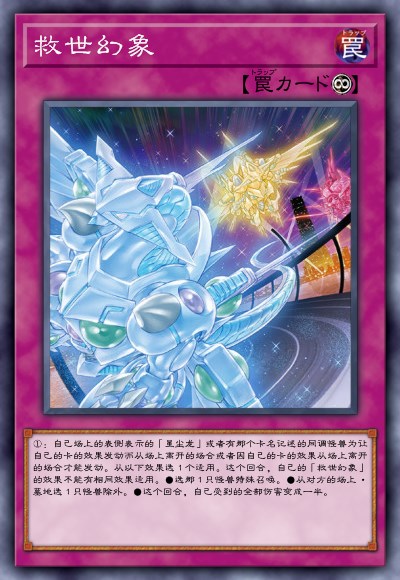 救世幻象
トラップ
罠
トラップ
【罠カード】
①：自己场上的表侧表示的「星尘龙」或者有那个卡名记述的同调怪兽为让
自己的卡的效果发动而从场上离开的场合或者因自己的卡的效果从场上离开
的场合才能发动。从以下效果选１个适用。这个回合，自己的「救世幻象」
的效果不能有相同效果适用。●选那１只怪兽特殊召唤。●从对方的场上・
墓地选１只怪兽除外。●这个回合，自己受到的全部伤害变成一半。